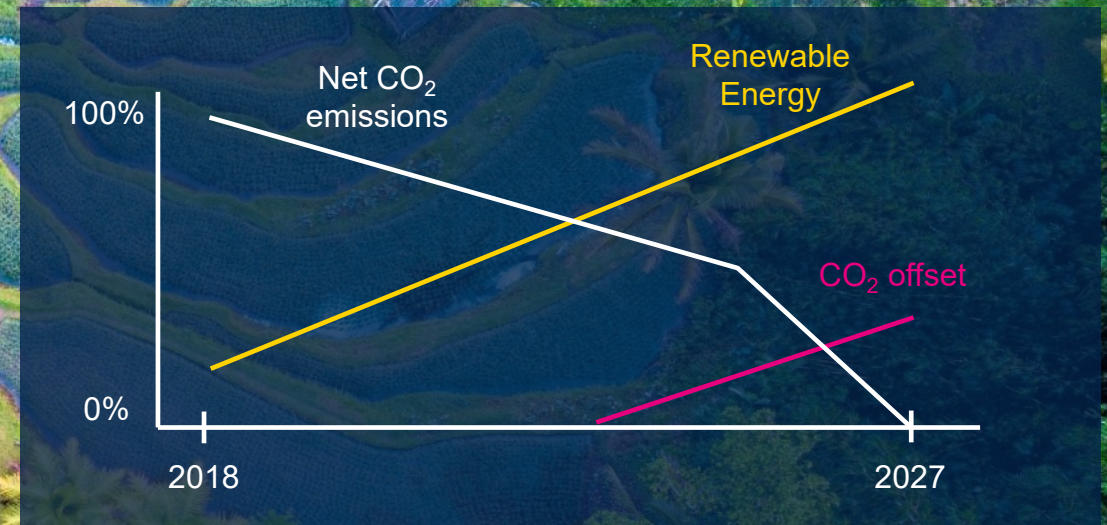 Renewable
Energy
Net CO₂
emissions
100%
CO₂ offset
0%
2018
2027